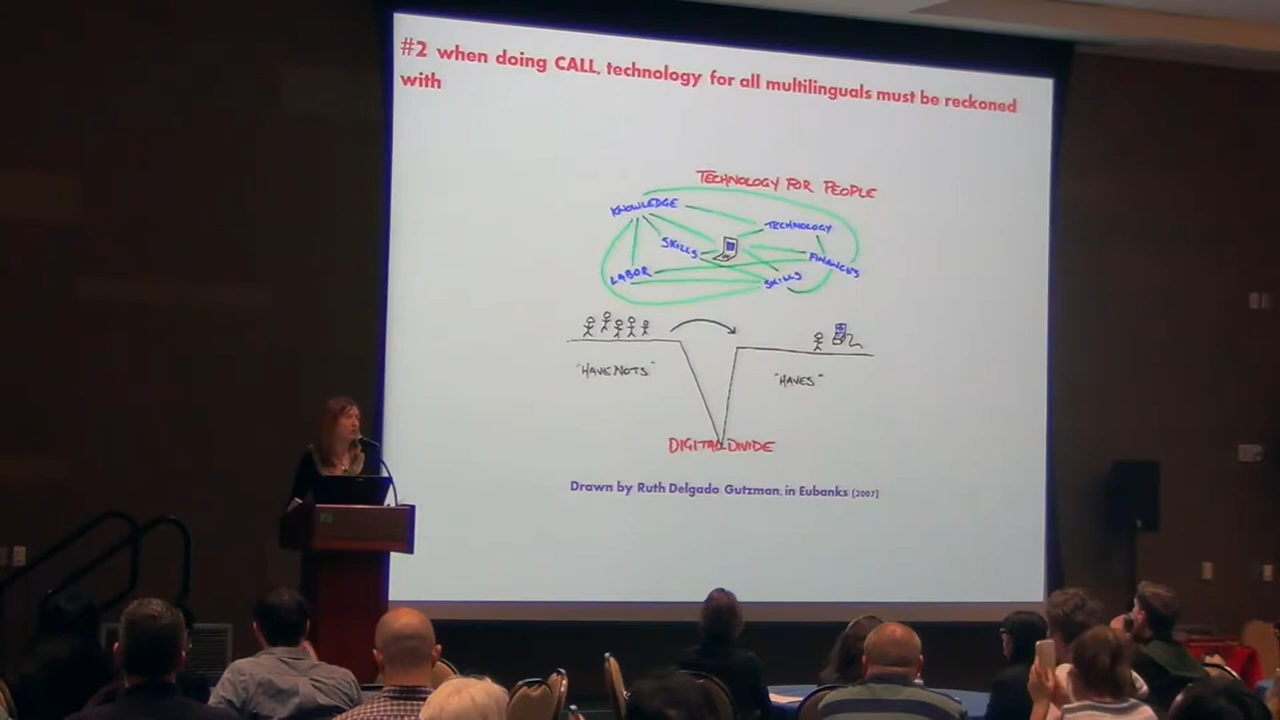 #2 when doing CALL, technology for all multilinguals must be reckoned
with
TECHNOLOGY FOR PEOPLE
KNOWLEDGE
TECHNOLOGY
SKILLS
FINANCES
LABOR
SKILLS
"HAVE NOTS"
"HAVES"
DIGITAL DIVIDE
Drawn by Ruth Delgado Gutzman, in Eubanks (2007)